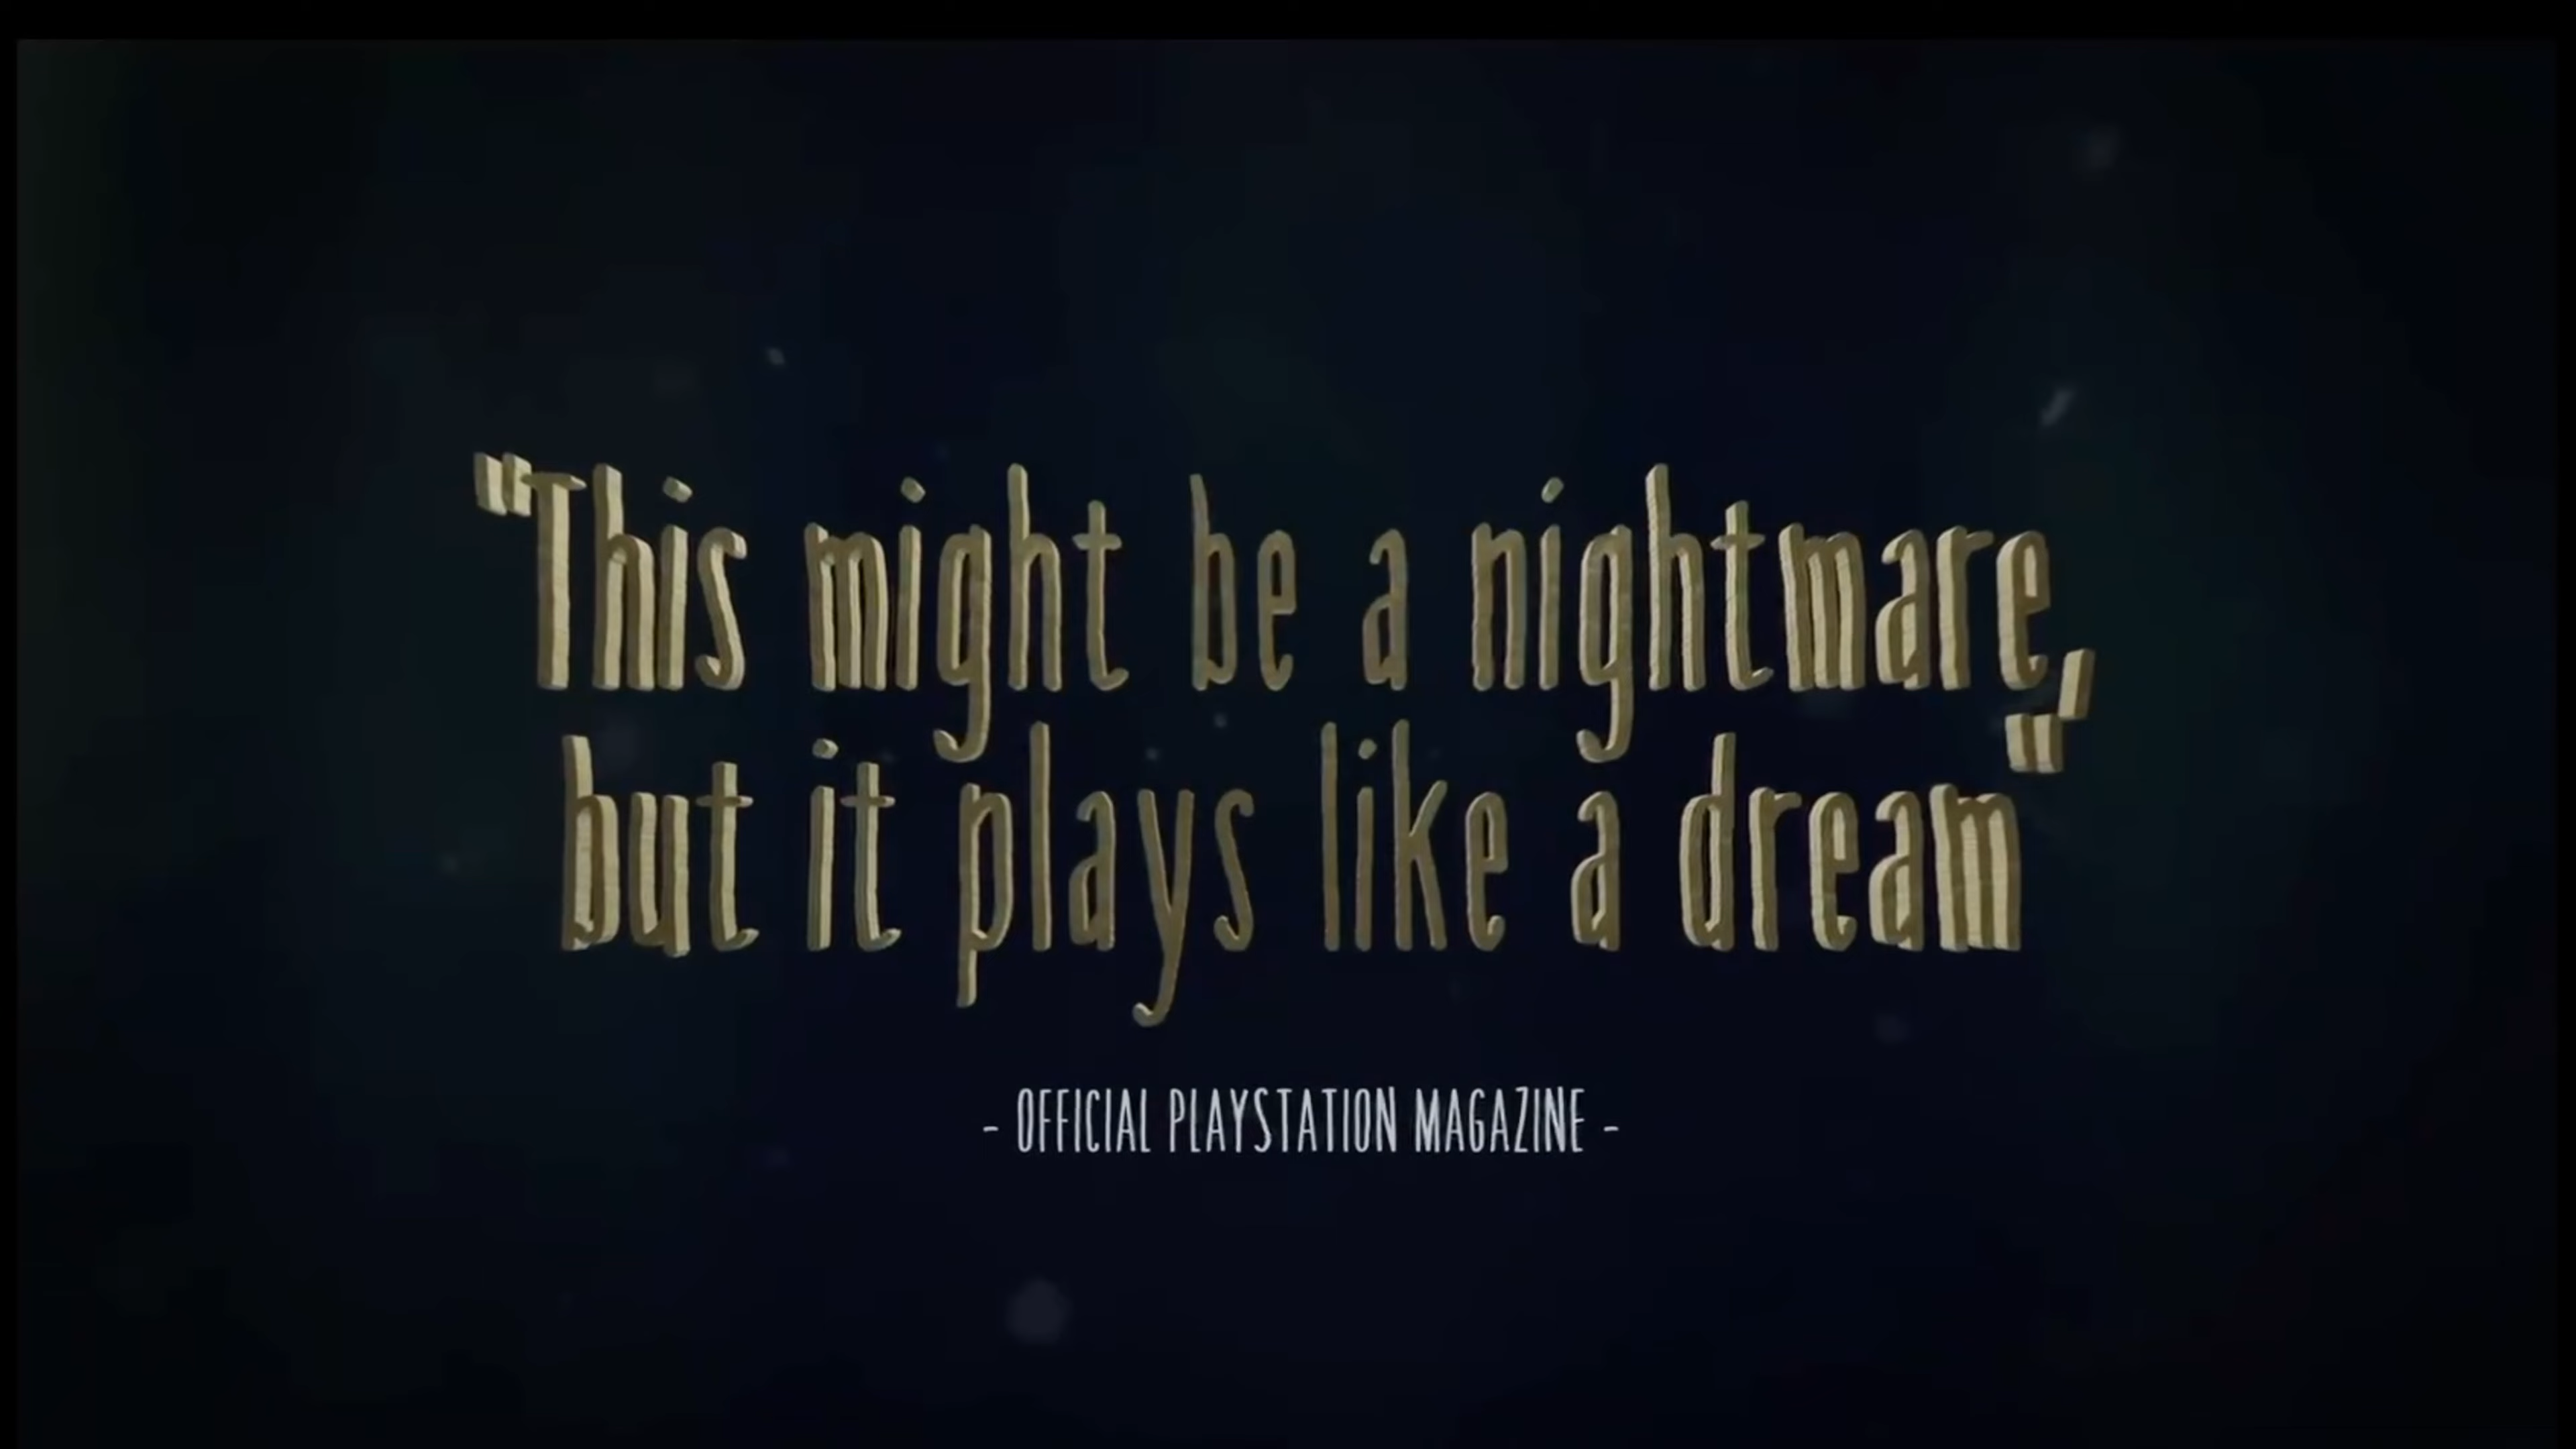 "This might be a nightmare,
but it plays like a dream"
- OFFICIAL PLAYSTATION MAGAZINE -